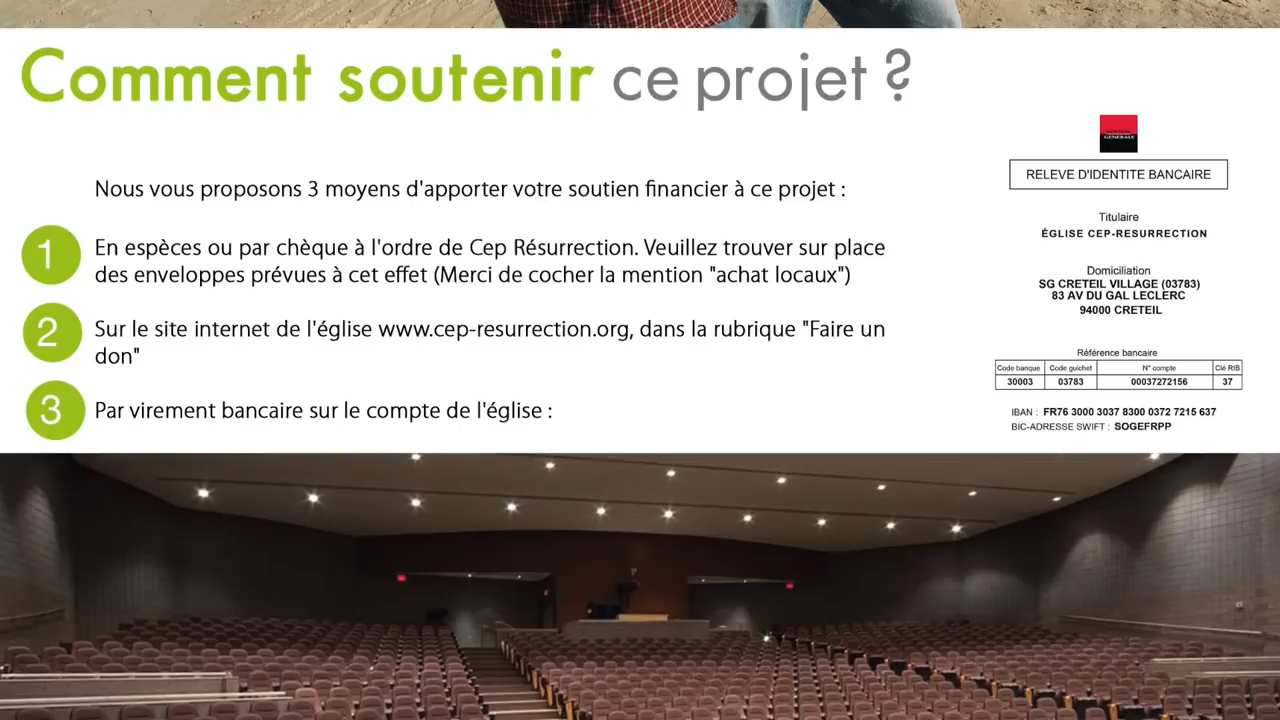 Comment soutenir ce projet ?
Nous vous proposons 3 moyens d'apporter votre soutien financier à ce projet :
1 En espèces ou par chèque à l'ordre de Cep Résurrection. Veuillez trouver sur place
des enveloppes prévues à cet effet (Merci de cocher la mention "achat locaux")
2 Sur le site internet de l'église www.cep-resurrection.org, dans la rubrique "Faire un
don"
3 Par virement bancaire sur le compte de l'église :
GENERALE
RELEVE D'IDENTITE BANCAIRE
Titulaire
ÉGLISE CEP-RESURRECTION
Domiciliation
SG CRETEIL VILLAGE (03783)
83 AV DU GAL LECLERC
94000 CRETEIL
Référence bancaire
Code banque Code guichet N° compte Clé RIB
30003 03783 00037272156 37
IBAN : FR76 3000 3037 8300 0372 7215 637
BIC-ADRESSE SWIFT : SOGEFRPP